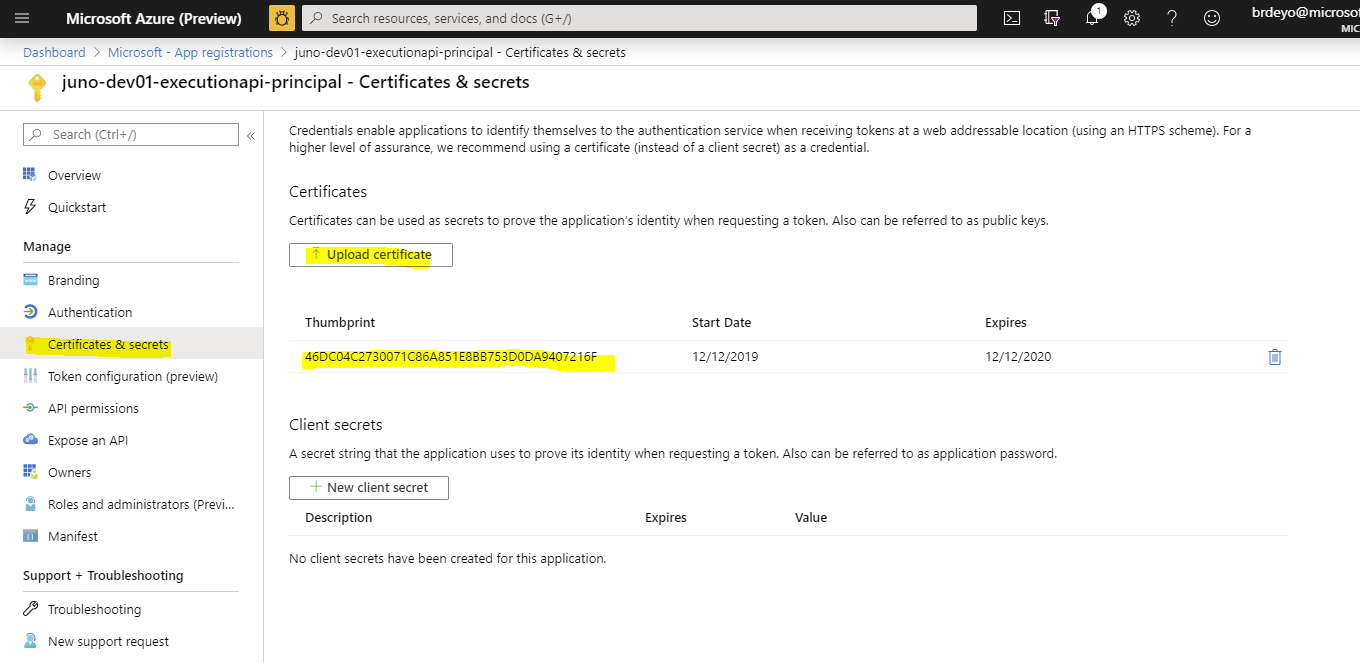 Microsoft Azure (Preview)
Search resources, services, and docs (G+/)
1
brdeyo@microsof
MIC
Dashboard > Microsoft - App registrations > juno-dev01-executionapi-principal - Certificates & secrets
juno-dev01-executionapi-principal - Certificates & secrets
Search (Ctrl+/)
«
Overview
Quickstart
Manage
Branding
Authentication
Certificates & secrets
Token configuration (preview)
API permissions
Expose an API
Owners
Roles and administrators (Previ...
Manifest
Support + Troubleshooting
Troubleshooting
New support request
Credentials enable applications to identify themselves to the authentication service when receiving tokens at a web addressable location (using an HTTPS scheme). For a
higher level of assurance, we recommend using a certificate (instead of a client secret) as a credential.
Certificates
Certificates can be used as secrets to prove the application's identity when requesting a token. Also can be referred to as public keys.
Upload certificate
Thumbprint Start Date Expires
46DC04C2730071C86A851E8BB753D0DA9407216F 12/12/2019 12/12/2020
Client secrets
A secret string that the application uses to prove its identity when requesting a token. Also can be referred to as application password.
New client secret
Description Expires Value
No client secrets have been created for this application.